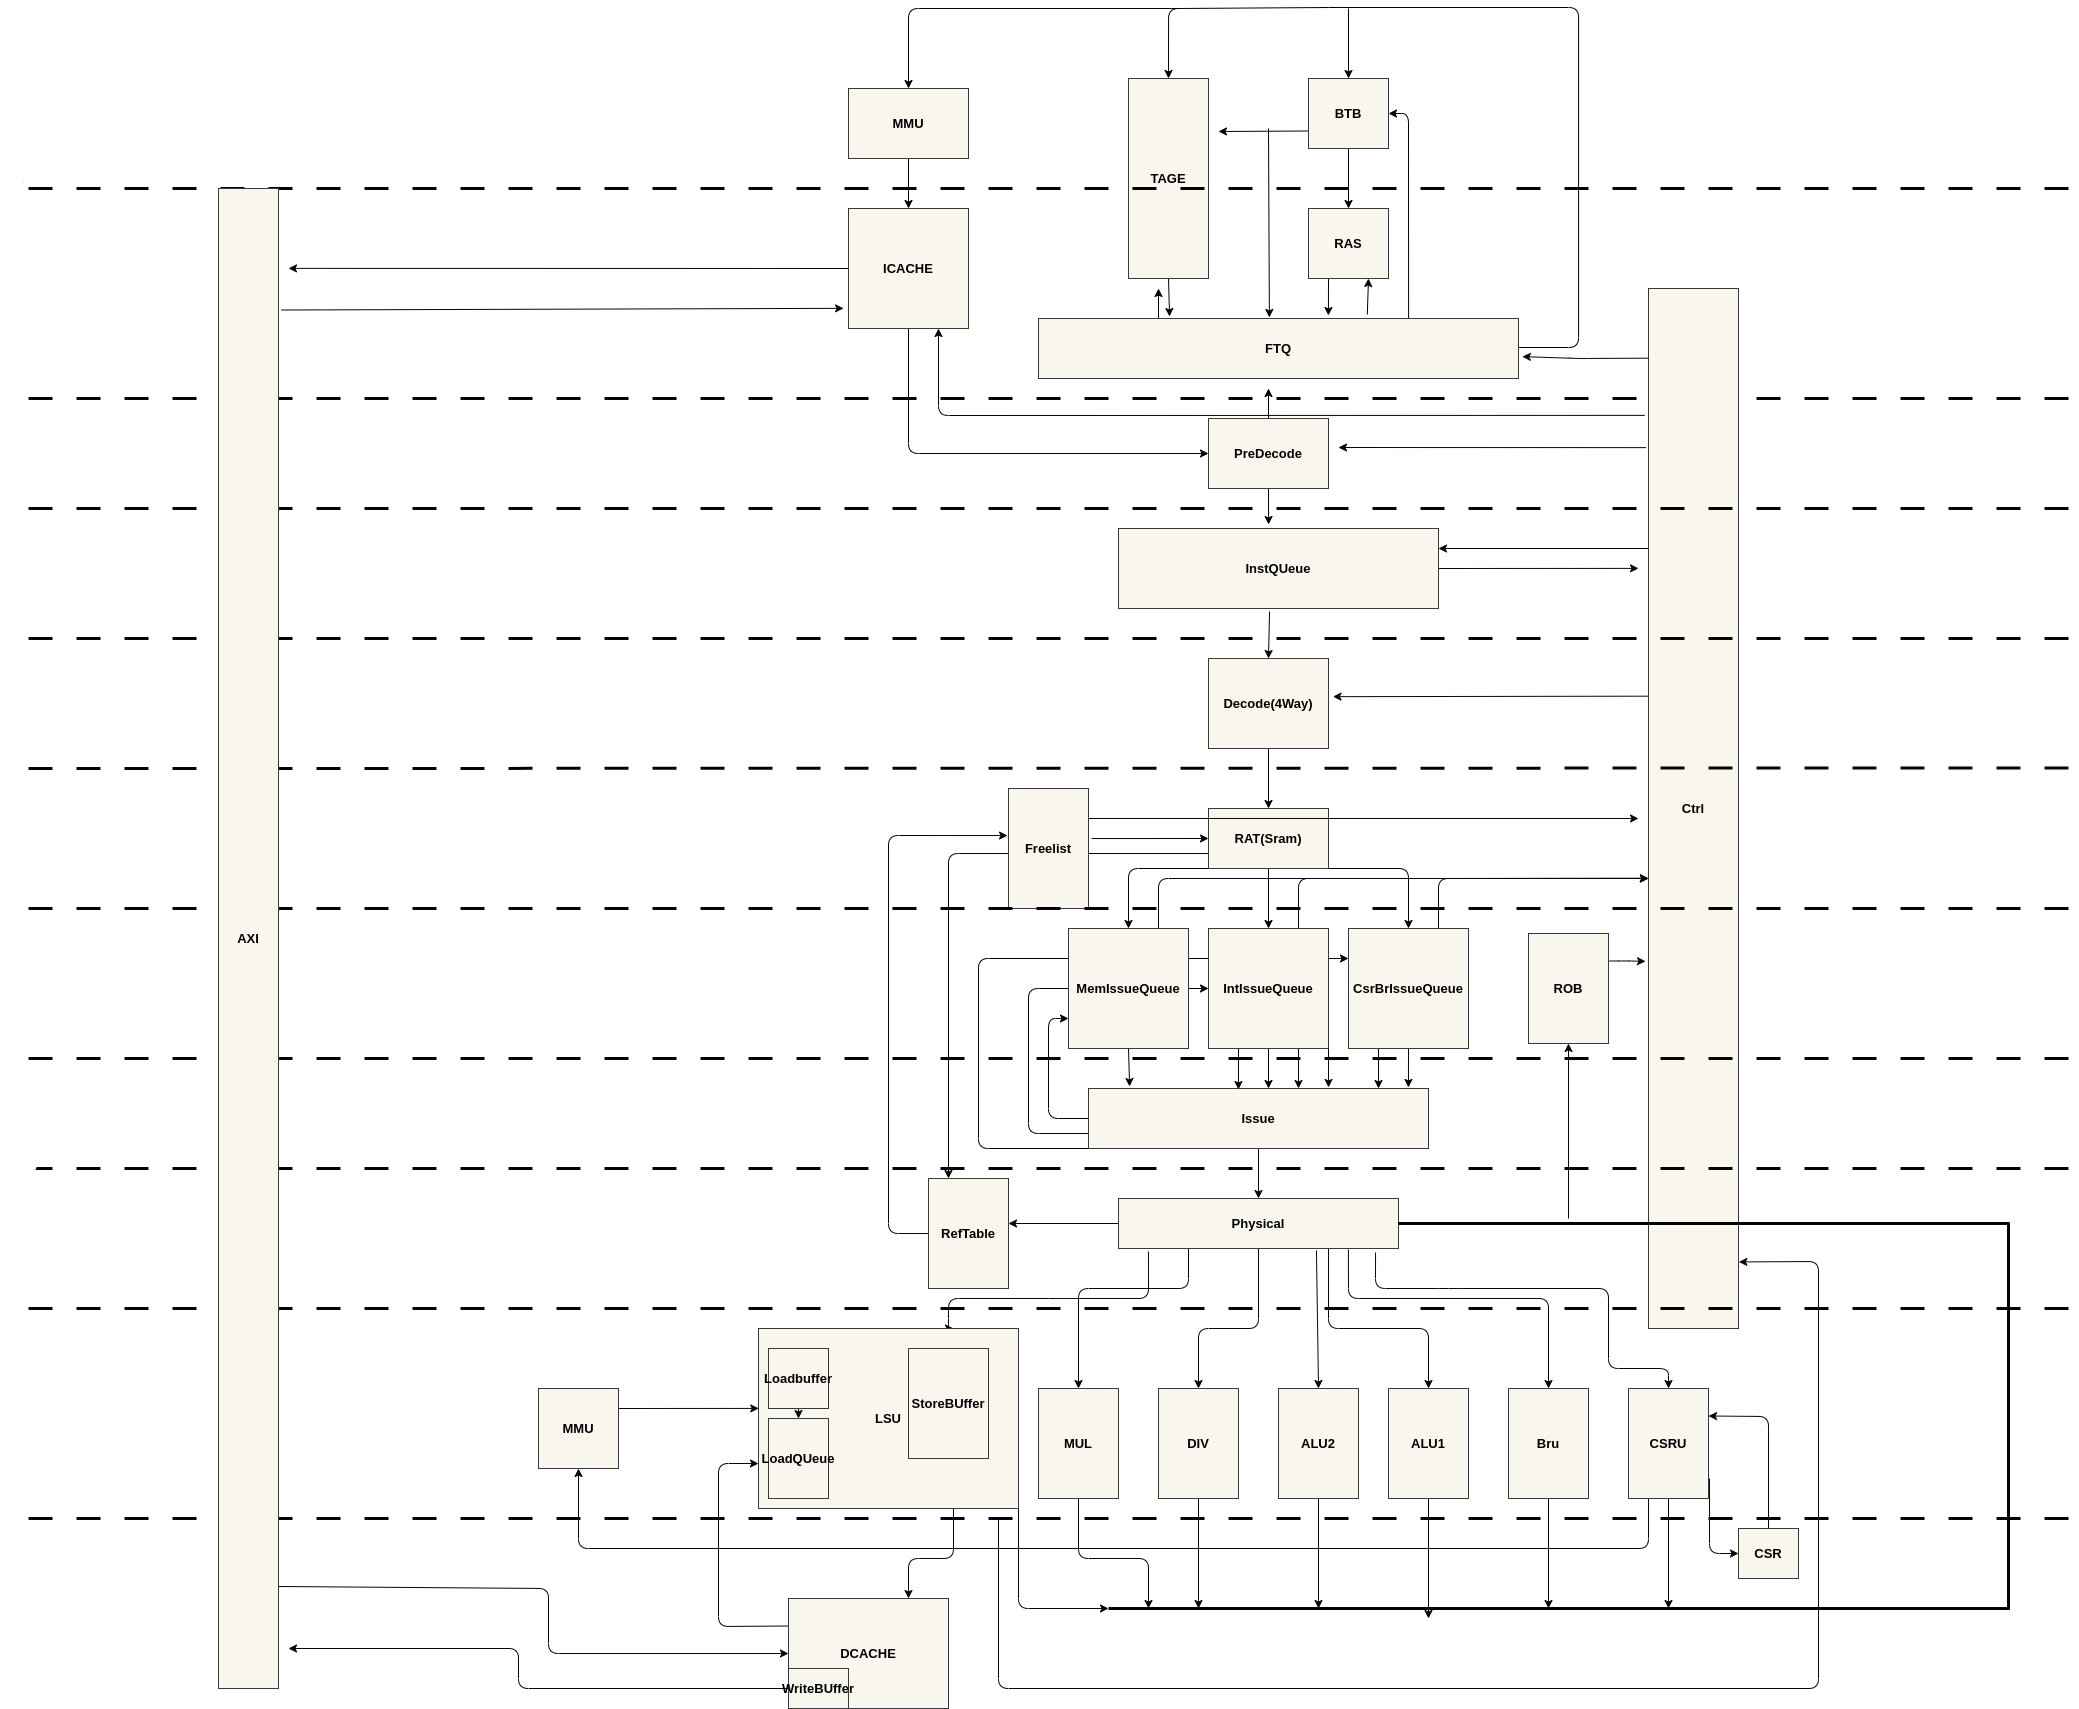 MMU
BTB
TAGE
RAS
ICACHE
FTQ
PreDecode
InstQUeue
Decode(4Way)
Ctrl
RAT(Sram)
Freelist
AXI
MemIssueQueue
IntIssueQueue
CsrBrIssueQueue
ROB
Issue
Physical
RefTable
Loadbuffer
StoreBUffer
LSU
MMU
LoadQUeue
MUL
DIV
ALU2
ALU1
Bru
CSRU
CSR
DCACHE
WriteBUffer